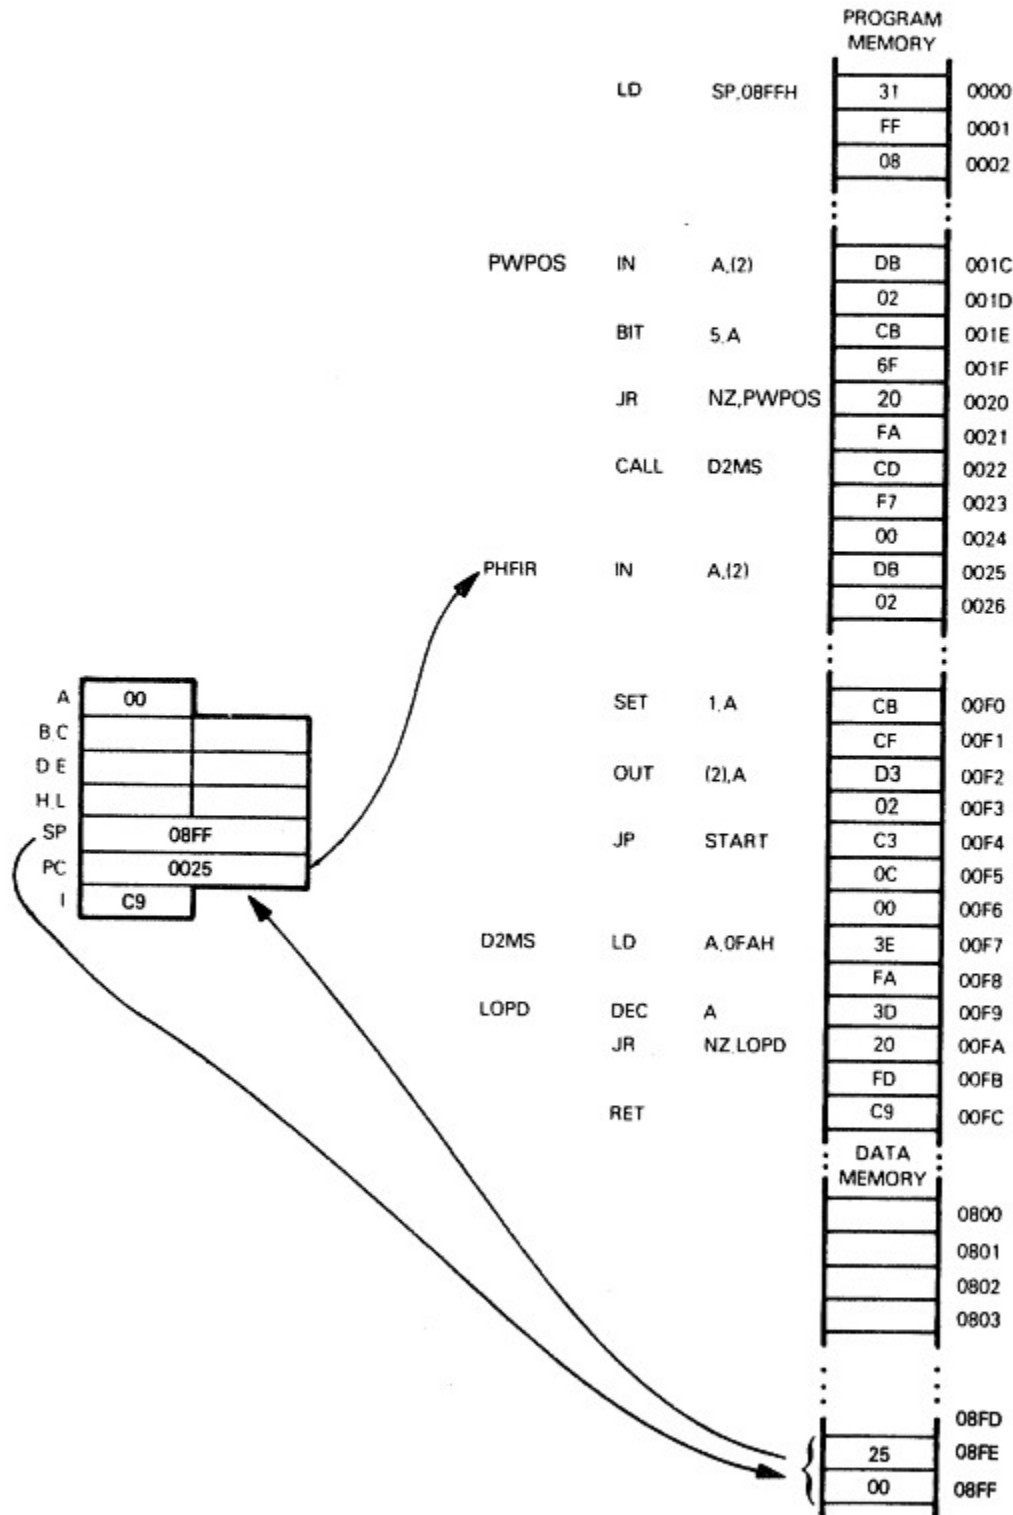 PROGRAM
MEMORY
LD SP,08FFH 31 0000
FF 0001
08 0002
PWPOS IN A,(2) DB 001C
02 001D
BIT 5,A CB 001E
6F 001F
JR NZ,PWPOS 20 0020
FA 0021
CALL D2MS CD 0022
F7 0023
00 0024
PHFIR IN A,(2) DB 0025
02 0026
SET 1,A CB 00F0
CF 00F1
OUT (2),A D3 00F2
02 00F3
JP START C3 00F4
0C 00F5
00 00F6
D2MS LD A,0FAH 3E 00F7
FA 00F8
LOPD DEC A 3D 00F9
JR NZ,LOPD 20 00FA
FD 00FB
RET C9 00FC
A 00
B,C
D,E
H,L
SP 08FF
PC 0025
I C9
DATA
MEMORY
0800
0801
0802
0803
08FD
25 08FE
00 08FF